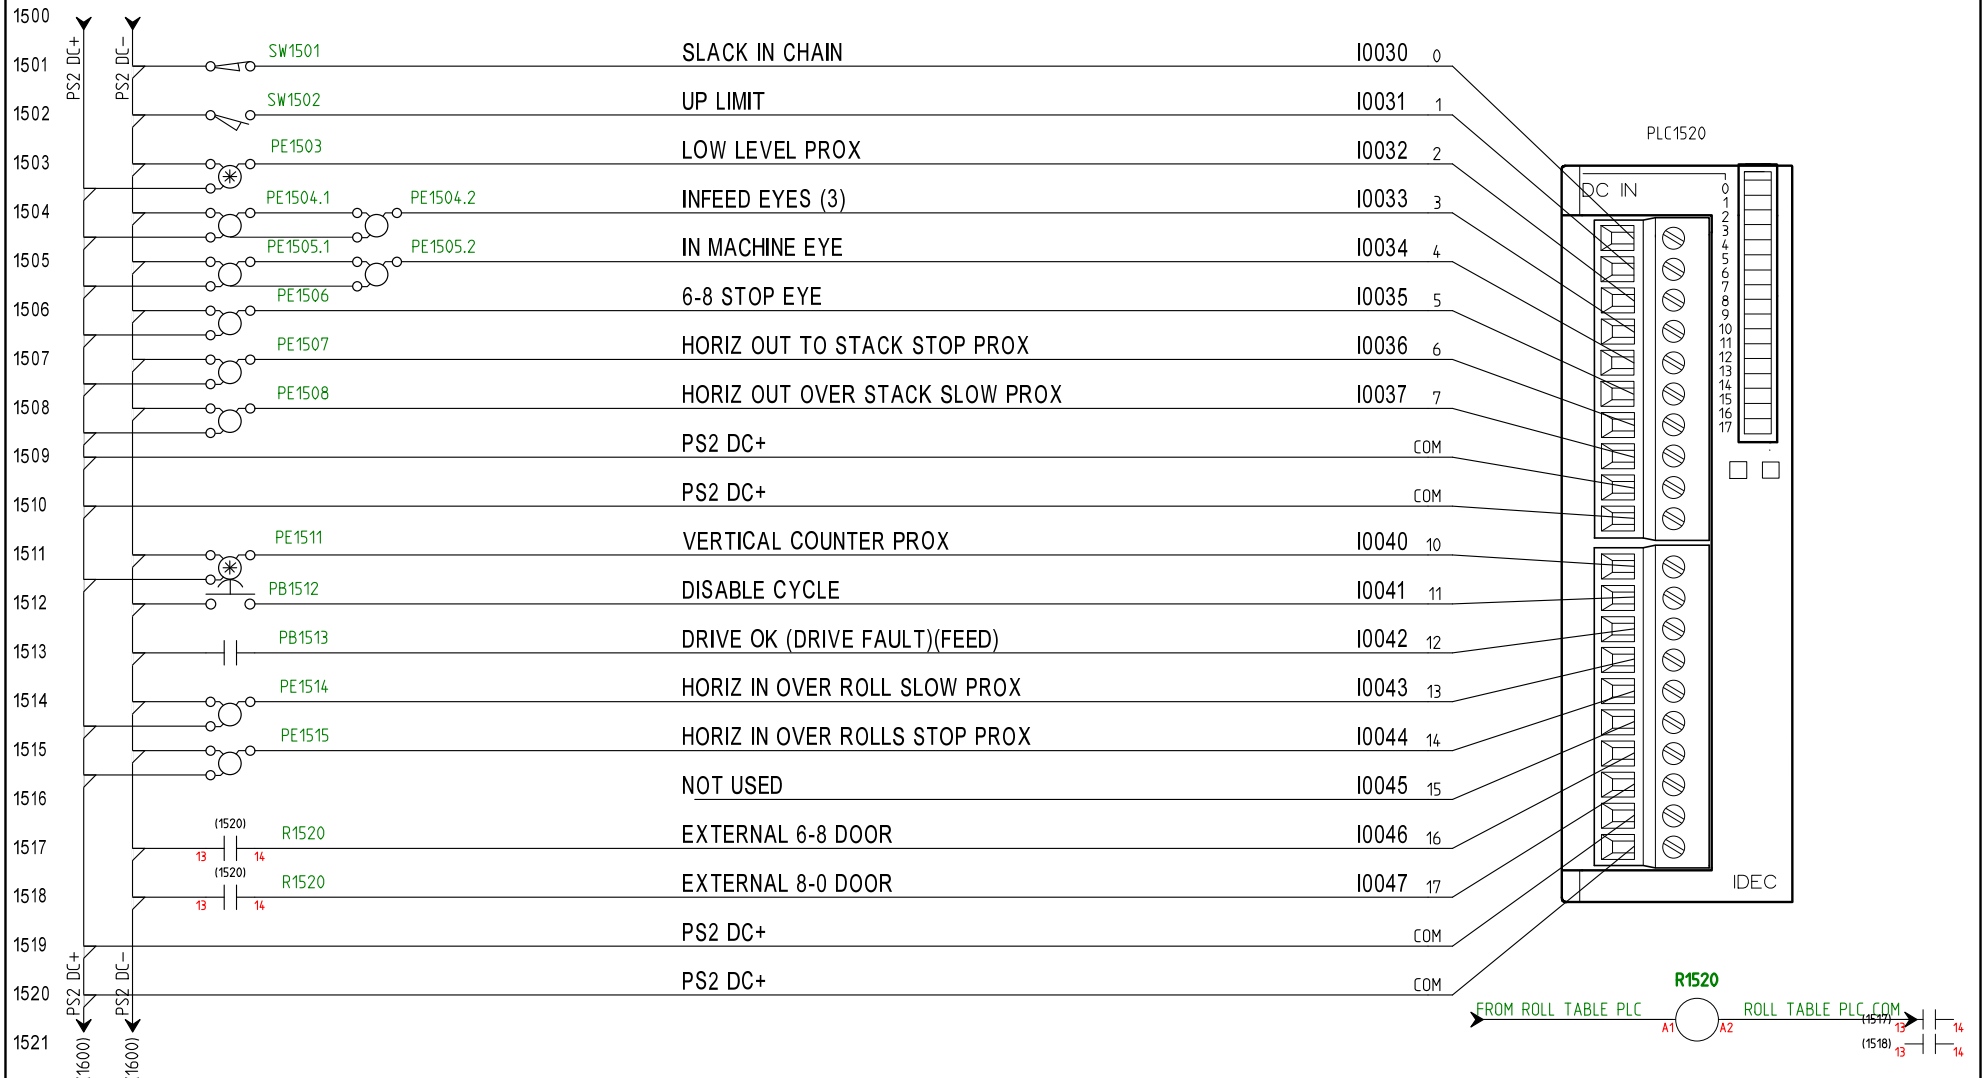 1500
PS2 DC+
PS2 DC-
1501 SW1501 SLACK IN CHAIN I0030 0
1502 SW1502 UP LIMIT I0031 1
PLC1520
1503 PE1503 LOW LEVEL PROX I0032 2
1504 PE1504.1 PE1504.2 INFEED EYES (3) I0033 3
DC IN
1505 PE1505.1 PE1505.2 IN MACHINE EYE I0034 4
1506 PE1506 6-8 STOP EYE I0035 5
1507 PE1507 HORIZ OUT TO STACK STOP PROX I0036 6
1508 PE1508 HORIZ OUT OVER STACK SLOW PROX I0037 7
0
1
2
3
4
5
6
7
8
9
10
11
12
13
14
15
16
17
1509 PS2 DC+ COM
1510 PS2 DC+ COM
1511 PE1511 VERTICAL COUNTER PROX I0040 10
1512 PB1512 DISABLE CYCLE I0041 11
1513 PB1513 DRIVE OK (DRIVE FAULT)(FEED) I0042 12
1514 PE1514 HORIZ IN OVER ROLL SLOW PROX I0043 13
1515 PE1515 HORIZ IN OVER ROLLS STOP PROX I0044 14
1516 NOT USED I0045 15
(1520)
1517 R1520 EXTERNAL 6-8 DOOR I0046 16
13 14
(1520)
1518 R1520 EXTERNAL 8-0 DOOR I0047 17
13 14
IDEC
1519 PS2 DC+ COM
1520 PS2 DC+ COM
PS2 DC+
PS2 DC-
R1520
FROM ROLL TABLE PLC ROLL TABLE PLC COM
A1 A2
(1517) 13 14
(1518) 13 14
1521
1600)
1600)